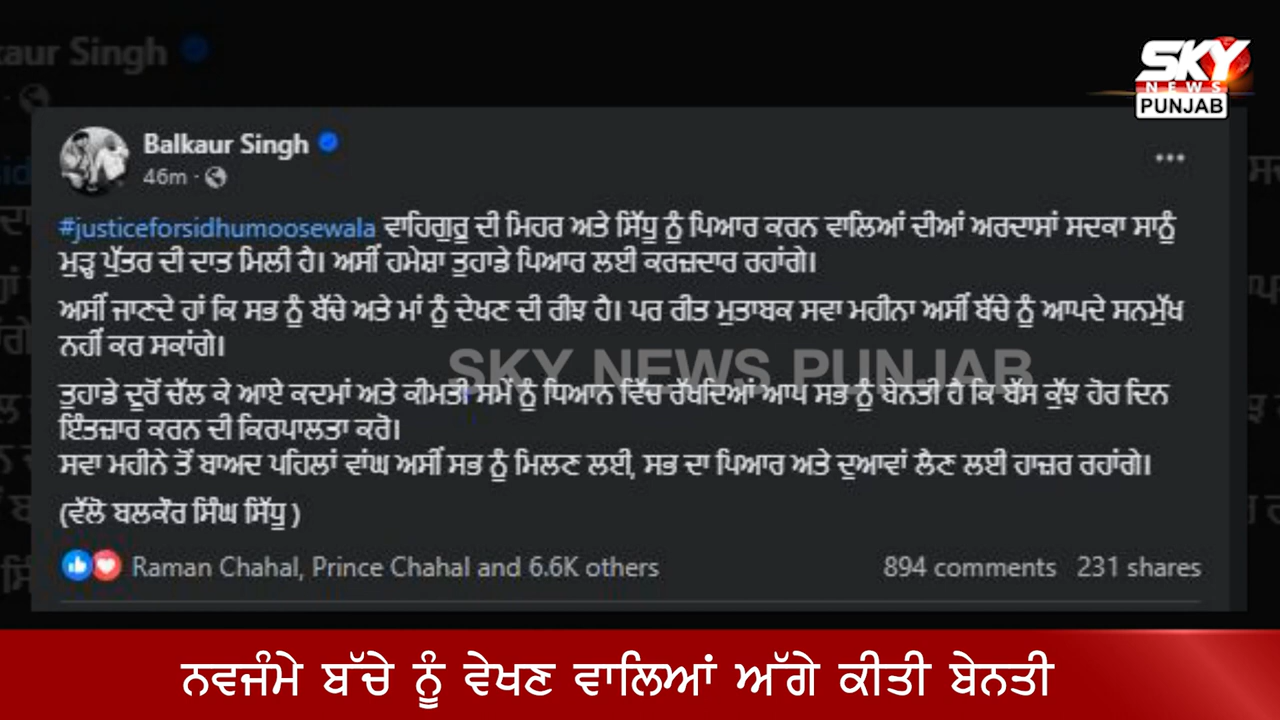 aur Singh
SKY
NEWS
PUNJAB
Balkaur Singh
46m
#justiceforsidhumoosewala ਵਾਹਿਗੁਰੂ ਦੀ ਮਿਹਰ ਅਤੇ ਸਿੱਧੂ ਨੂੰ ਪਿਆਰ ਕਰਨ ਵਾਲਿਆਂ ਦੀਆਂ ਅਰਦਾਸਾਂ ਸਦਕਾ ਸਾਨੂੰ
ਮੁੜ੍ਹ ਪੁੱਤਰ ਦੀ ਦਾਤ ਮਿਲੀ ਹੈ। ਅਸੀਂ ਹਮੇਸ਼ਾ ਤੁਹਾਡੇ ਪਿਆਰ ਲਈ ਕਰਜ਼ਦਾਰ ਰਹਾਂਗੇ।
ਅਸੀਂ ਜਾਣਦੇ ਹਾਂ ਕਿ ਸਭ ਨੂੰ ਬੱਚੇ ਅਤੇ ਮਾਂ ਨੂੰ ਦੇਖਣ ਦੀ ਰੀਝ ਹੈ। ਪਰ ਰੀਤ ਮੁਤਾਬਕ ਸਵਾ ਮਹੀਨਾ ਅਸੀਂ ਬੱਚੇ ਨੂੰ ਆਪਦੇ ਸਨਮੁੱਖ
ਨਹੀਂ ਕਰ ਸਕਾਂਗੇ।
SKY NEWS PUNJAB
ਤੁਹਾਡੇ ਦੂਰੋਂ ਚੱਲ ਕੇ ਆਏ ਕਦਮਾਂ ਅਤੇ ਕੀਮਤੀ ਸਮੇਂ ਨੂੰ ਧਿਆਨ ਵਿੱਚ ਰੱਖਦਿਆਂ ਆਪ ਸਭ ਨੂੰ ਬੇਨਤੀ ਹੈ ਕਿ ਬੱਸ ਕੁੱਝ ਹੋਰ ਦਿਨ
ਇੰਤਜ਼ਾਰ ਕਰਨ ਦੀ ਕਿਰਪਾਲਤਾ ਕਰੋ।
ਸਵਾ ਮਹੀਨੇ ਤੋਂ ਬਾਅਦ ਪਹਿਲਾਂ ਵਾਂਘ ਅਸੀਂ ਸਭ ਨੂੰ ਮਿਲਣ ਲਈ, ਸਭ ਦਾ ਪਿਆਰ ਅਤੇ ਦੁਆਵਾਂ ਲੈਣ ਲਈ ਹਾਜ਼ਰ ਰਹਾਂਗੇ।
(ਵੱਲੋ ਬਲਕੌਰ ਸਿੰਘ ਸਿੱਧੂ )
Raman Chahal, Prince Chahal and 6.6K others 894 comments 231 shares
ਨਵਜੰਮੇ ਬੱਚੇ ਨੂੰ ਵੇਖਣ ਵਾਲਿਆਂ ਅੱਗੇ ਕੀਤੀ ਬੇਨਤੀ